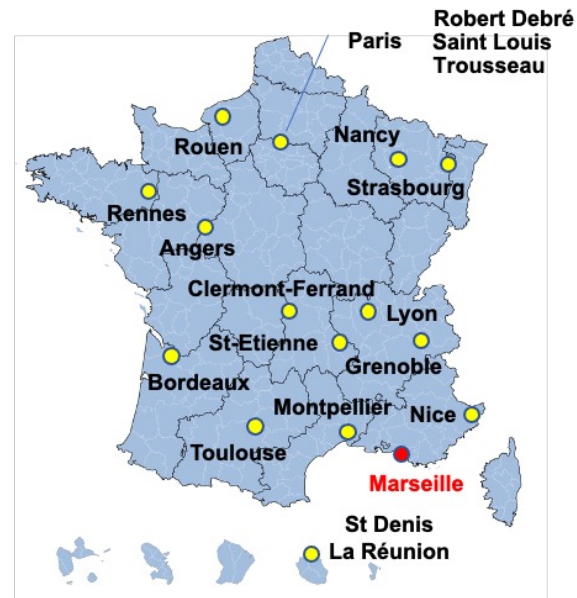 Robert Debré
Paris
Saint Louis
Trousseau
Rouen
Nancy
Strasbourg
Rennes
Angers
Clermont-Ferrand
Lyon
St-Etienne
Grenoble
Bordeaux
Montpellier
Nice
Toulouse
Marseille
St Denis
La Réunion